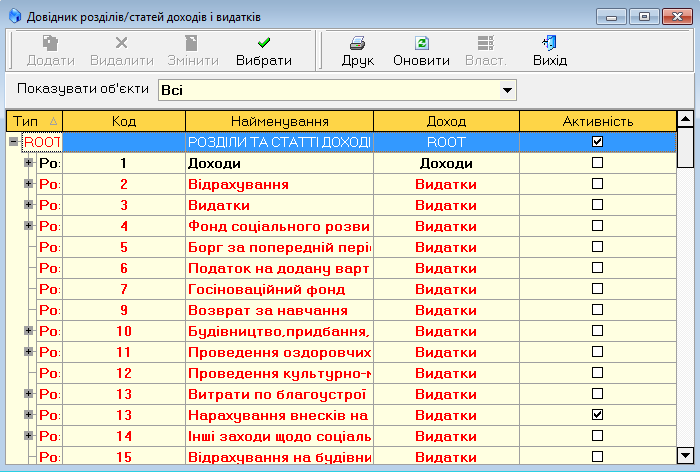 Довідник розділів/статей доходів і видатків
Додати Видалити Змінити Вибрати Друк Оновити Власт. Вихід
Показувати об'єкти Всі
Тип Код Найменування Доход Активність
ROOT РОЗДІЛИ ТА СТАТТІ ДОХОДІ ROOT
Ро: 1 Доходи Доходи
Ро: 2 Відрахування Видатки
Ро: 3 Видатки Видатки
Ро: 4 Фонд соціального розви Видатки
Ро: 5 Борг за попередній періс Видатки
Ро: 6 Податок на додану варт Видатки
Ро: 7 Госіноваційний фонд Видатки
Ро: 9 Возврат за навчання Видатки
Ро: 10 Будівництво,придбання, Видатки
Ро: 11 Проведення оздоровчих Видатки
Ро: 12 Проведення культурно-м Видатки
Ро: 13 Витрати по благоустрої Видатки
Ро: 13 Нарахування внесків на Видатки
Ро: 14 Інші заходи щодо соціаль Видатки
Ро: 15 Відрахування на будівни Видатки